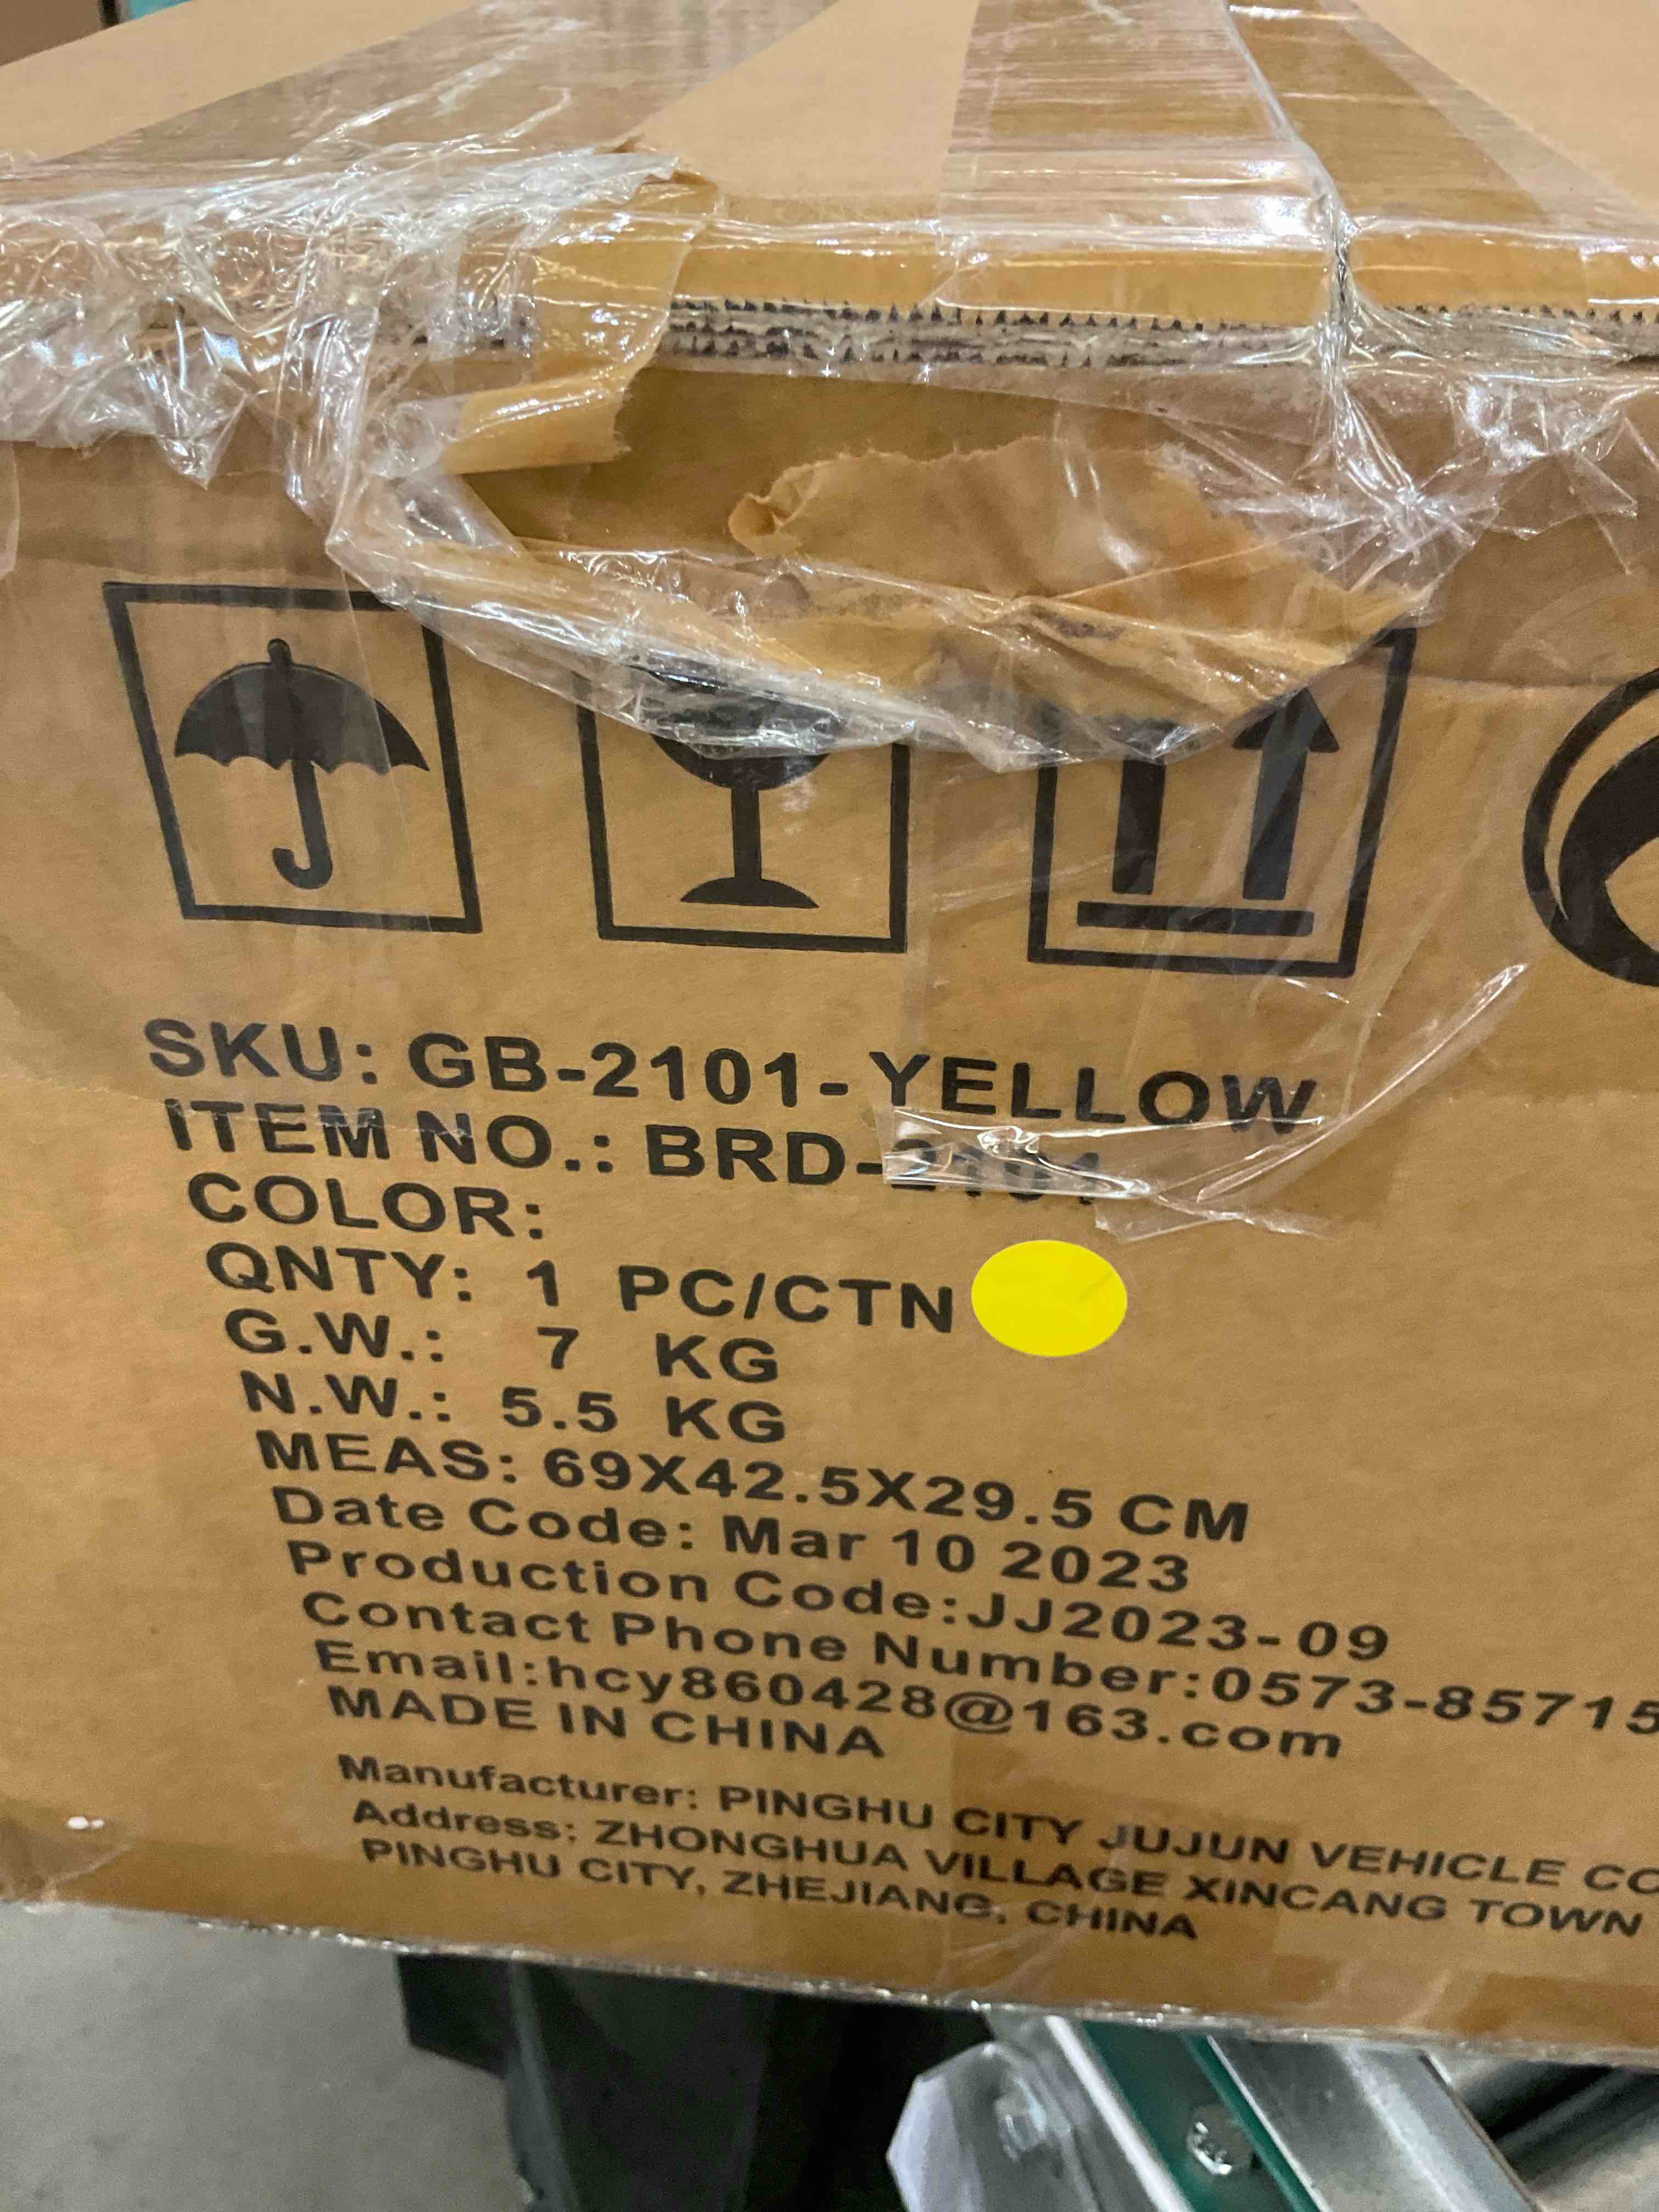 SKU: GB-2101-YELLOW
ITEM NO.: BRD-2101
COLOR:
QNTY: 1 PC/CTN
G.W.: 7 KG
N.W.: 5.5 KG
MEAS: 69X42.5X29.5 CM
Date Code: Mar 10 2023
Production Code:JJ2023-09
Contact Phone Number:0573-85715
Email:hcy860428@163.com
MADE IN CHINA
Manufacturer: PINGHU CITY JUJUN VEHICLE CO
Address: ZHONGHUA VILLAGE XINCANG TOWN
PINGHU CITY, ZHEJIANG, CHINA